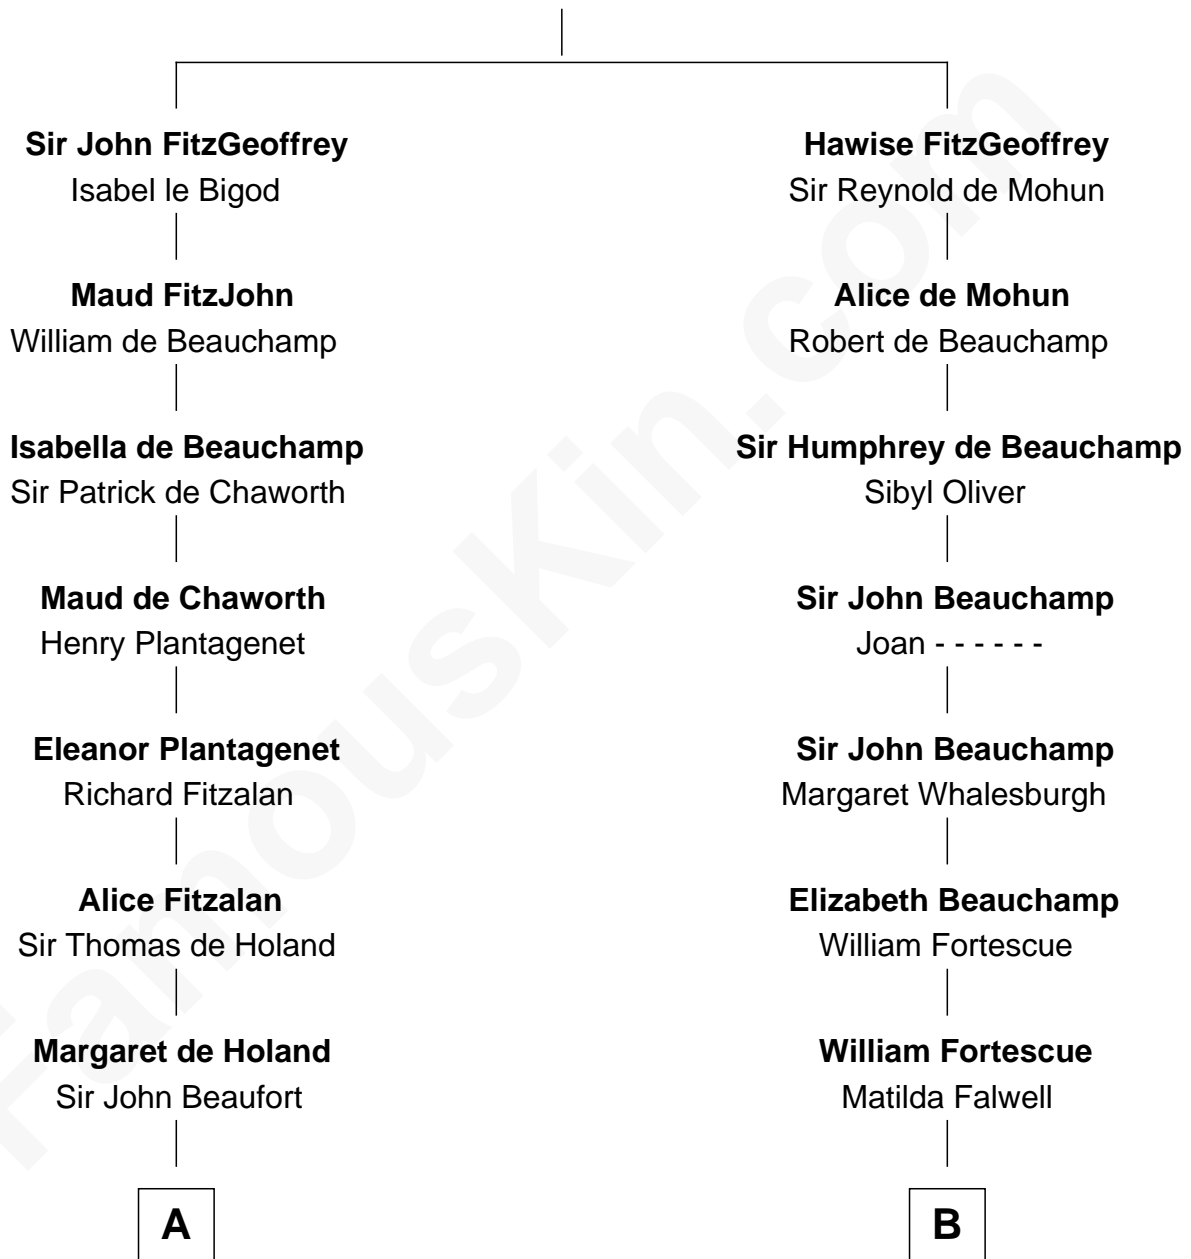 Sir John FitzGeoffrey
Isabel le Bigod
Maud FitzJohn
William de Beauchamp
Isabella de Beauchamp
Sir Patrick de Chaworth
Maud de Chaworth
Henry Plantagenet
Eleanor Plantagenet
Richard Fitzalan
Alice Fitzalan
Sir Thomas de Holand
Margaret de Holand
Sir John Beaufort
A
Hawise FitzGeoffrey
Sir Reynold de Mohun
Alice de Mohun
Robert de Beauchamp
Sir Humphrey de Beauchamp
Sibyl Oliver
Sir John Beauchamp
Joan - - - - - -
Sir John Beauchamp
Margaret Whalesburgh
Elizabeth Beauchamp
William Fortescue
William Fortescue
Matilda Falwell
B
FamousKin.com